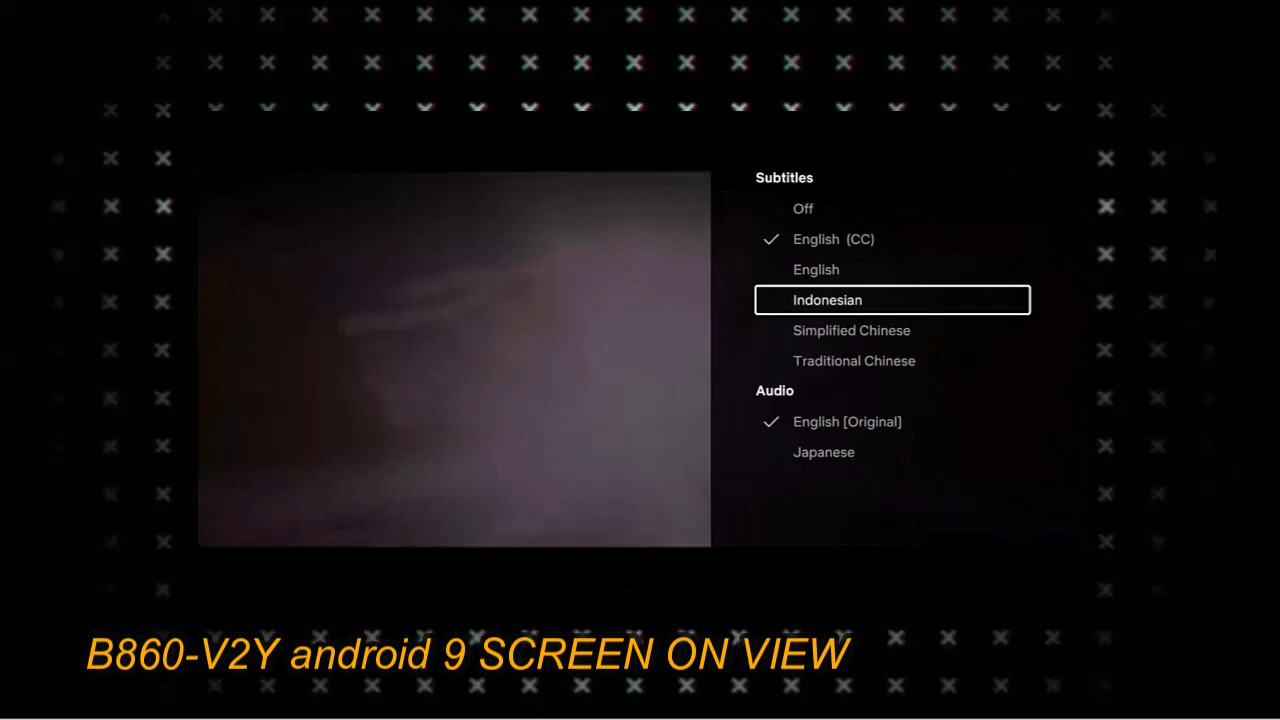 Subtitles
Off
English (CC)
English
Indonesian
Simplified Chinese
Traditional Chinese
Audio
English [Original]
Japanese
B860-V2Y android 9 SCREEN ON VIEW